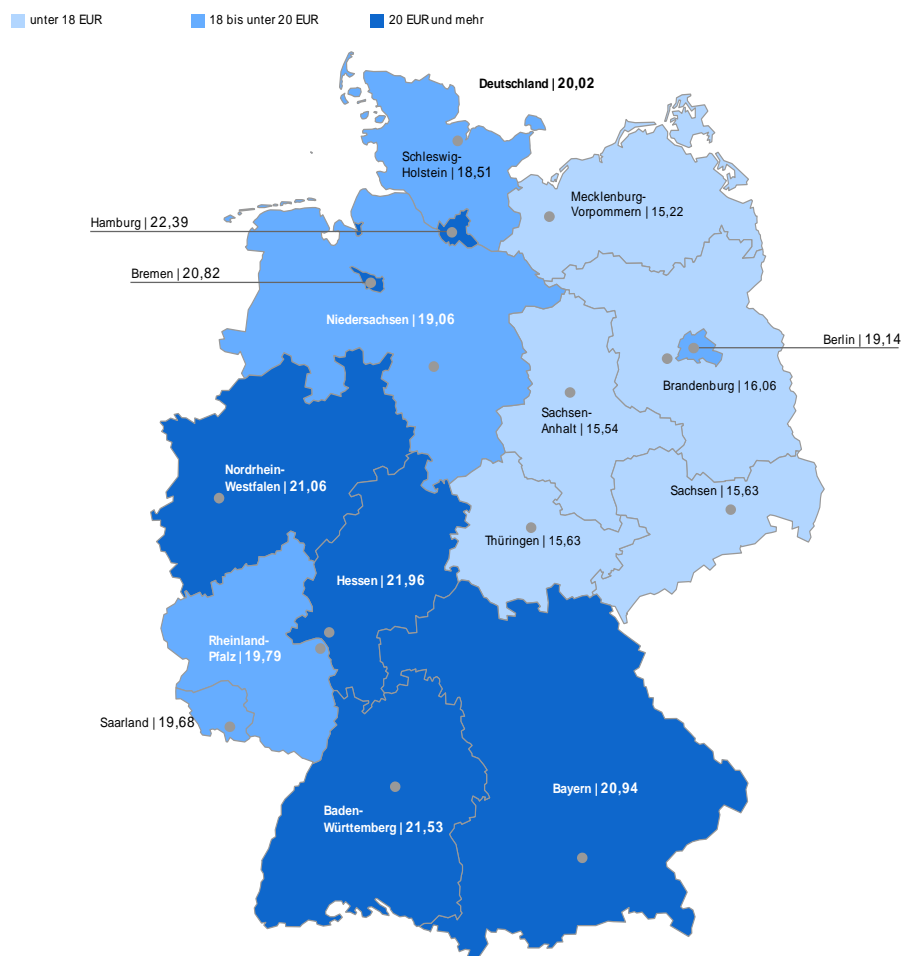 unter 18 EUR
18 bis unter 20 EUR
20 EUR und mehr
Deutschland | 20,02
Schleswig-
Holstein | 18,51
Mecklenburg-
Vorpommern | 15,22
Hamburg | 22,39
Bremen | 20,82
Niedersachsen | 19,06
Berlin | 19,14
Brandenburg | 16,06
Sachsen-
Anhalt | 15,54
Nordrhein-
Westfalen | 21,06
Sachsen | 15,63
Thüringen | 15,63
Hessen | 21,96
Rheinland-
Pfalz | 19,79
Saarland | 19,68
Bayern | 20,94
Baden-
Württemberg | 21,53